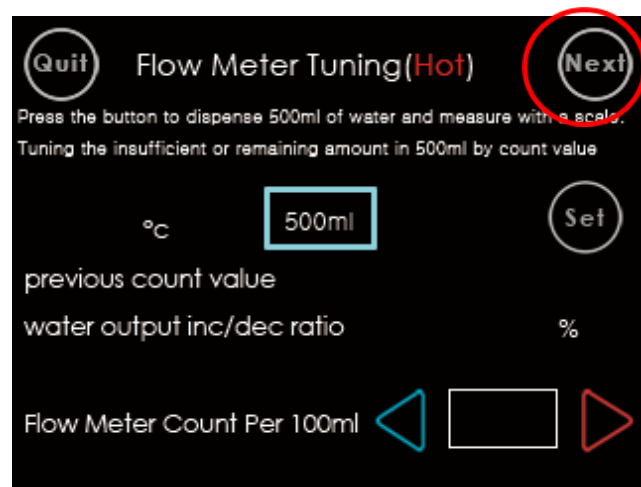 Quit Flow Meter Tuning(Hot) Next
Press the button to dispense 500ml of water and measure with a scale.
Tuning the insufficient or remaining amount in 500ml by count value
°C 500ml Set
previous count value
water output inc/dec ratio %
Flow Meter Count Per 100ml